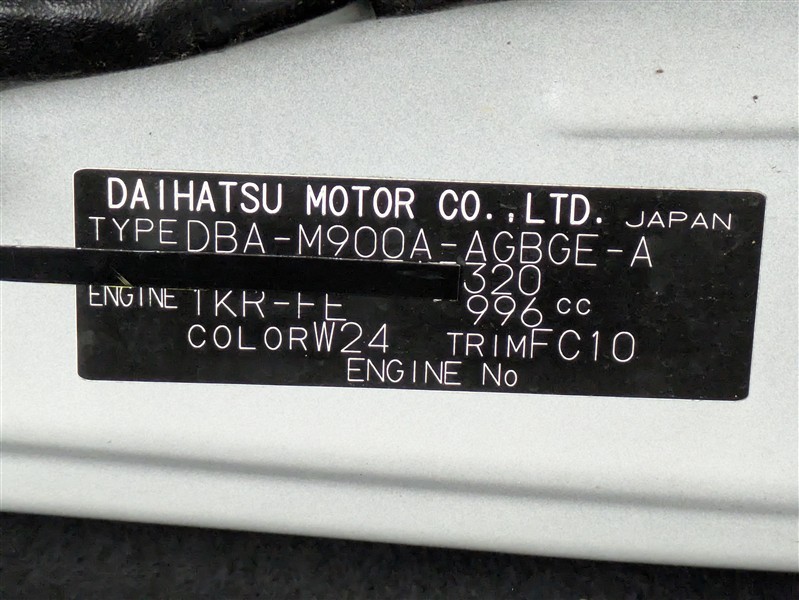 DAIHATSU MOTOR CO.,LTD. JAPAN
TYPE DBA-M900A-AGBGE-A
320
ENGINE 1KR-FE 996 cc
COLOR W24 TRIM FC10
ENGINE No